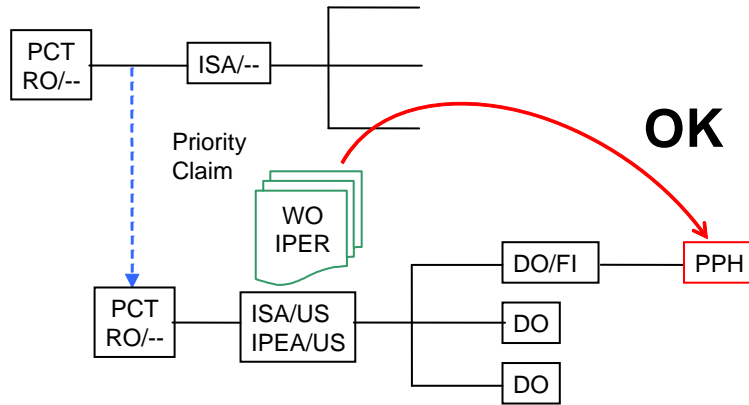 PCT
RO/--
ISA/--
OK
Priority
Claim
WO
IPER
DO/FI
PPH
PCT
RO/--
ISA/US
IPEA/US
DO
DO